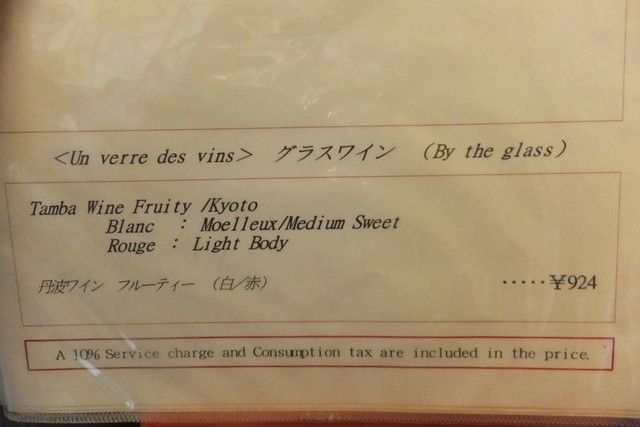 <Un verre des vins> グラスワイン (By the glass)
Tamba Wine Fruity /Kyoto
Blanc : Moelleux/Medium Sweet
Rouge : Light Body
丹波ワイン フルーティー (白/赤) ·····¥924
A 10% Service charge and Consumption tax are included in the price.